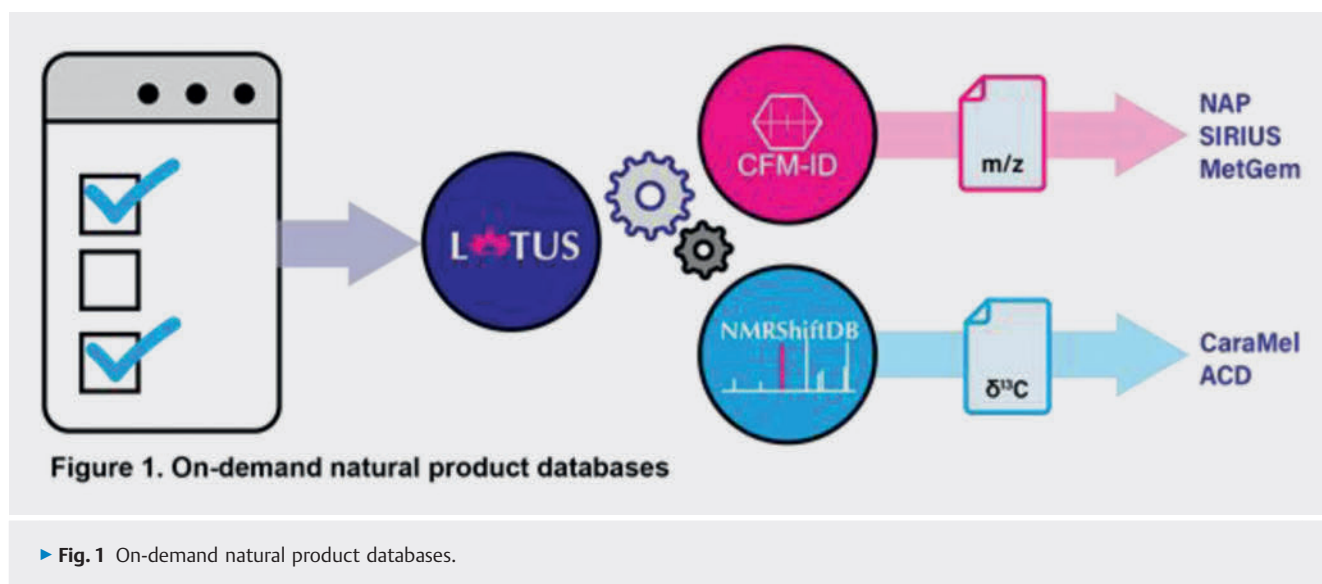 LOTUS
CFM-ID
m/z
NAP
SIRIUS
MetGem
NMRShiftDB
δ¹³C
CaraMel
ACD
Figure 1. On-demand natural product databases
► Fig. 1 On-demand natural product databases.